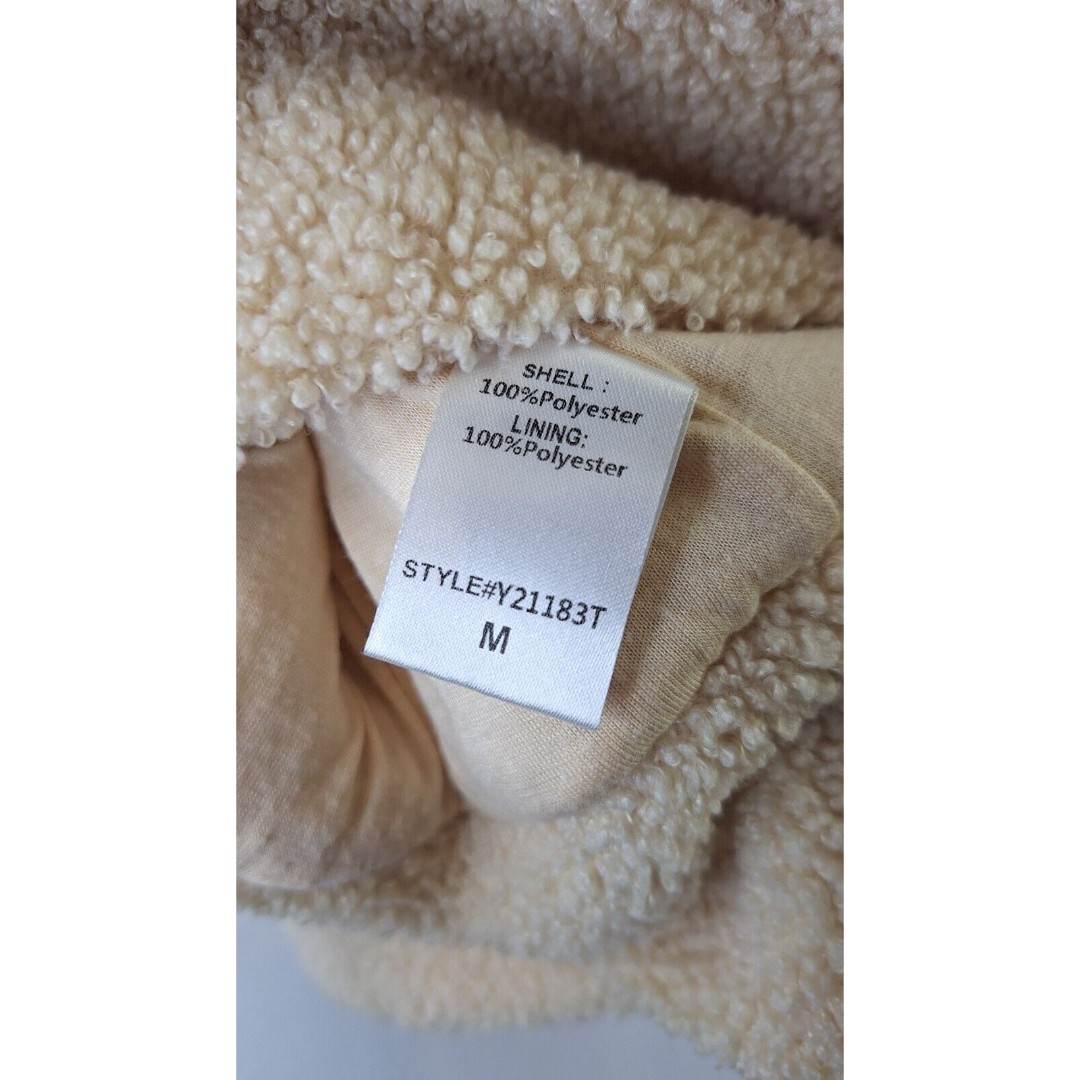 SHELL :
100%Polyester
LINING:
100%Polyester
STYLE#Y21183T
M